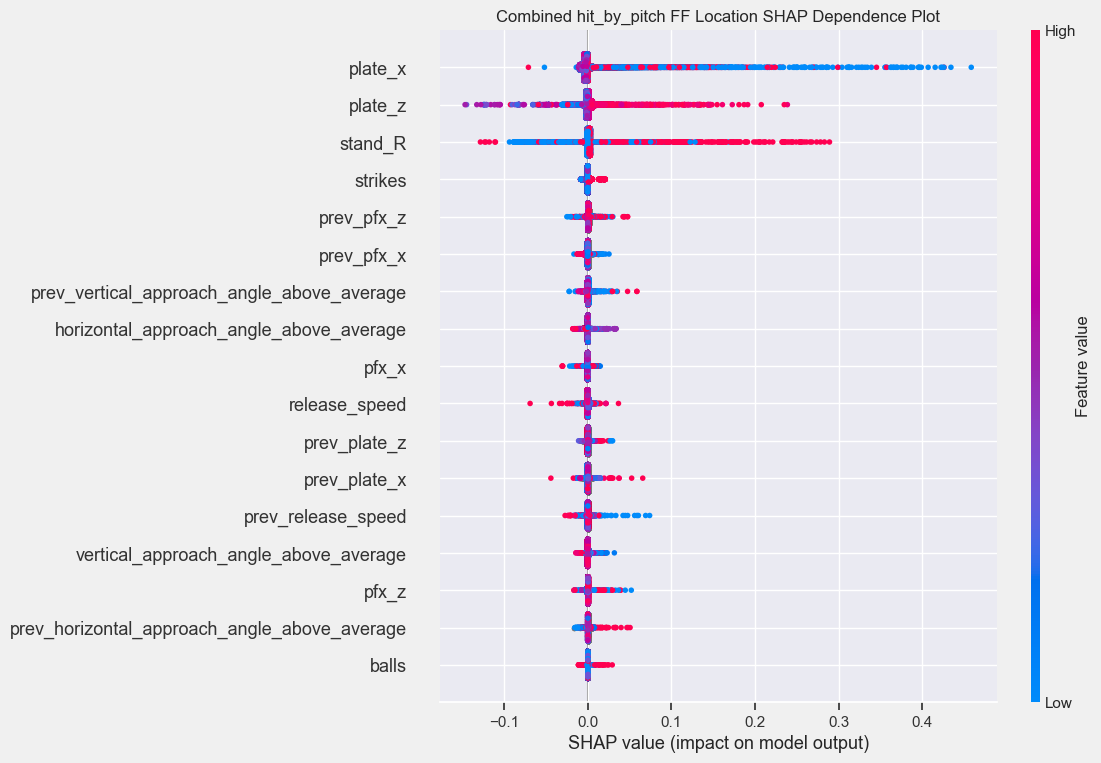 Combined hit_by_pitch FF Location SHAP Dependence Plot
High
plate_x
plate_z
stand_R
strikes
prev_pfx_z
prev_pfx_x
prev_vertical_approach_angle_above_average
horizontal_approach_angle_above_average
pfx_x
release_speed
prev_plate_z
prev_plate_x
prev_release_speed
vertical_approach_angle_above_average
pfx_z
prev_horizontal_approach_angle_above_average
balls
Feature value
Low
−0.1 0.0 0.1 0.2 0.3 0.4
SHAP value (impact on model output)